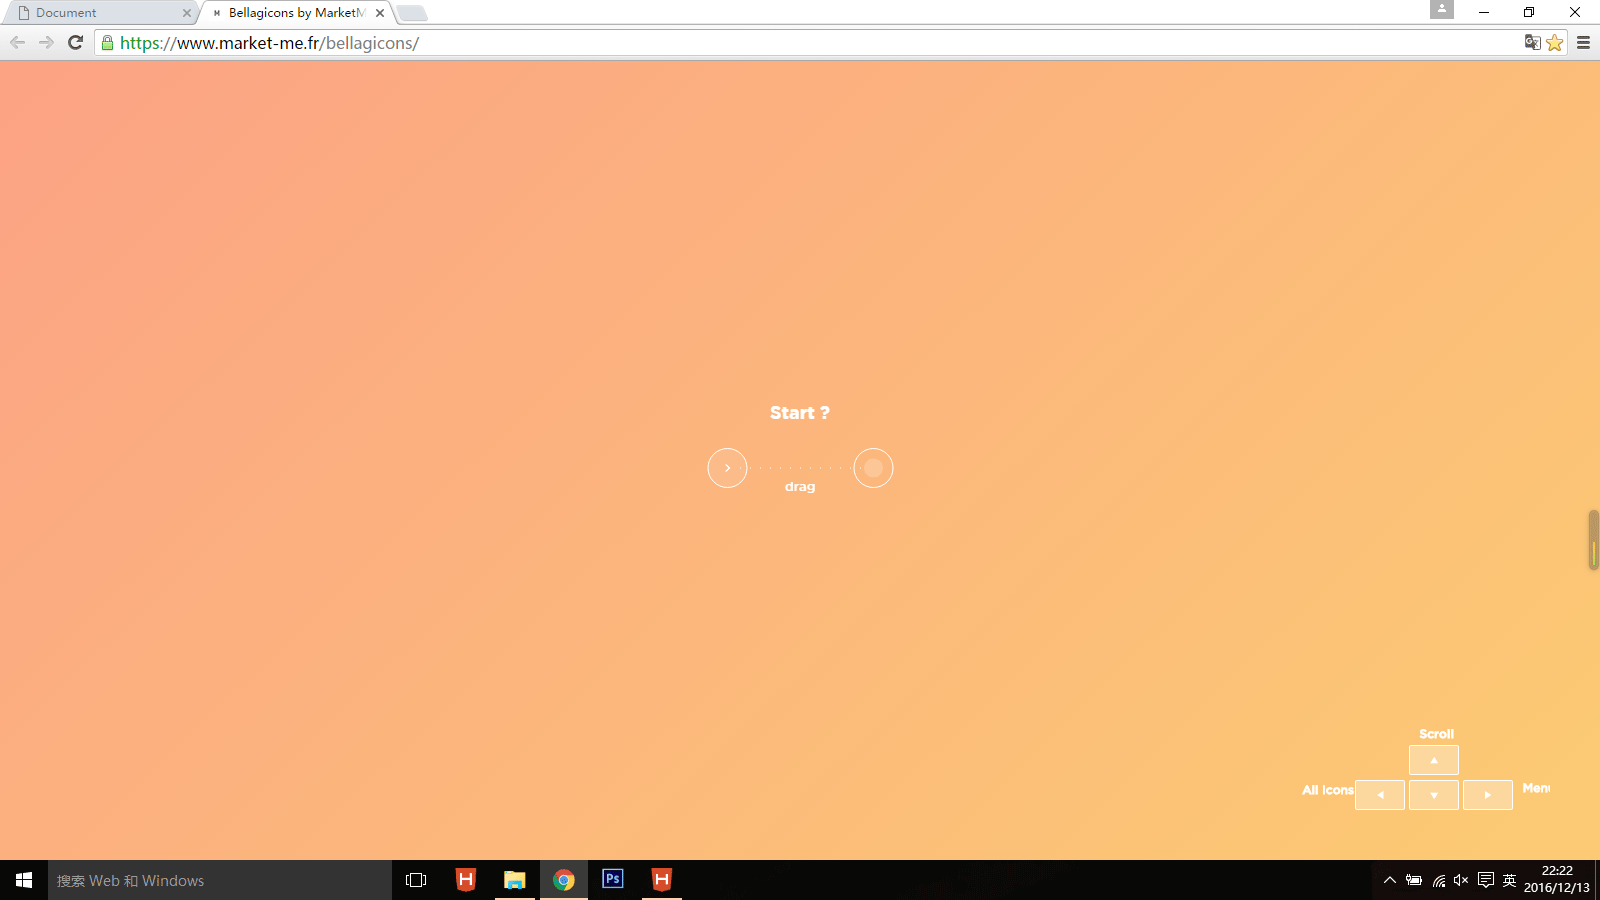 Document
Bellagicons by MarketM
https://www.market-me.fr/bellagicons/
Start ?
drag
Scroll
All Icons
Menu
搜索 Web 和 Windows
Ps
英
22:22
2016/12/13